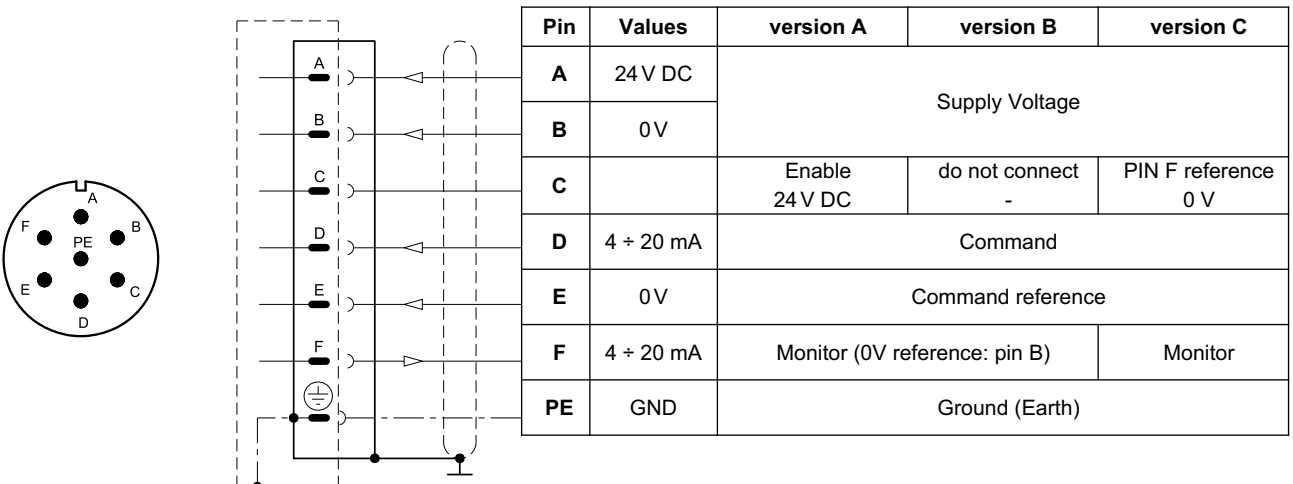 A
F
B
PE
E
C
D
A
B
C
D
E
F
Pin Values version A version B version C
A 24 V DC
Supply Voltage
B 0 V
C Enable 24 V DC do not connect - PIN F reference 0 V
D 4 ÷ 20 mA Command
E 0 V Command reference
F 4 ÷ 20 mA Monitor (0V reference: pin B) Monitor
PE GND Ground (Earth)